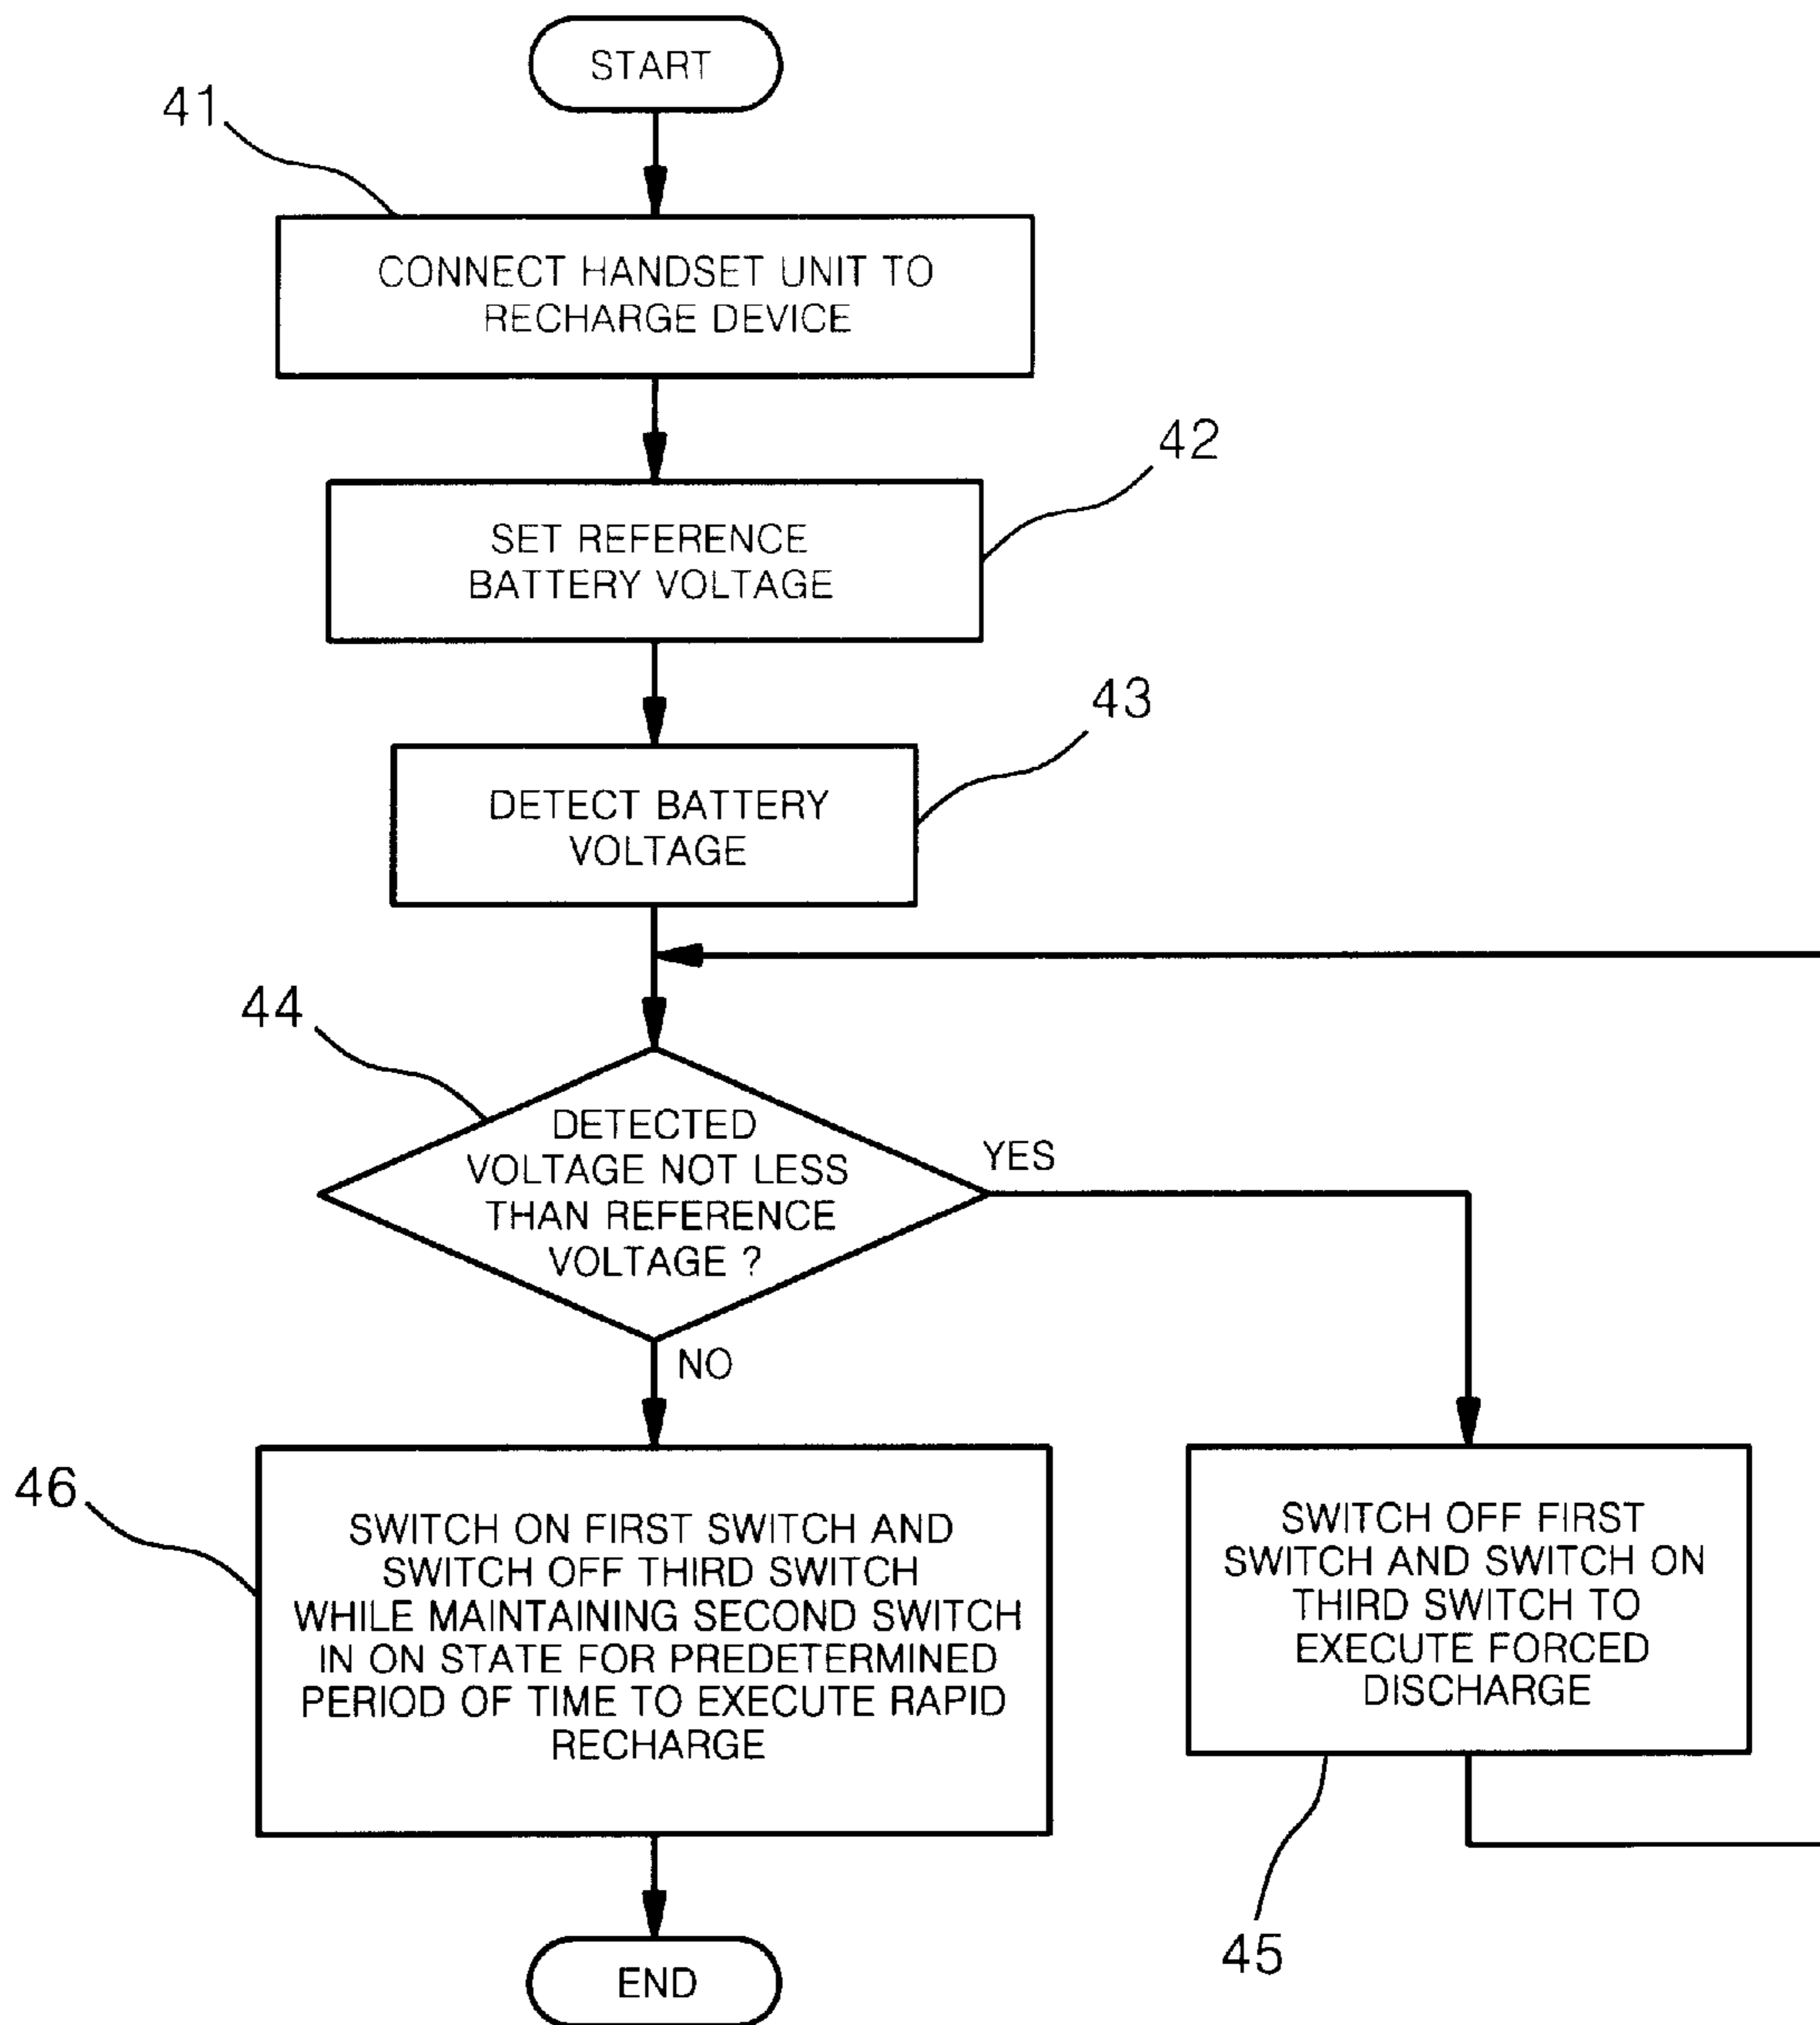 START
41
CONNECT HANDSET UNIT TO
RECHARGE DEVICE
42
SET REFERENCE
BATTERY VOLTAGE
43
DETECT BATTERY
VOLTAGE
44
DETECTED
VOLTAGE NOT LESS
THAN REFERENCE
VOLTAGE ?
YES
NO
46
SWITCH ON FIRST SWITCH AND
SWITCH OFF THIRD SWITCH
WHILE MAINTAINING SECOND SWITCH
IN ON STATE FOR PREDETERMINED
PERIOD OF TIME TO EXECUTE RAPID
RECHARGE
SWITCH OFF FIRST
SWITCH AND SWITCH ON
THIRD SWITCH TO
EXECUTE FORCED
DISCHARGE
45
END